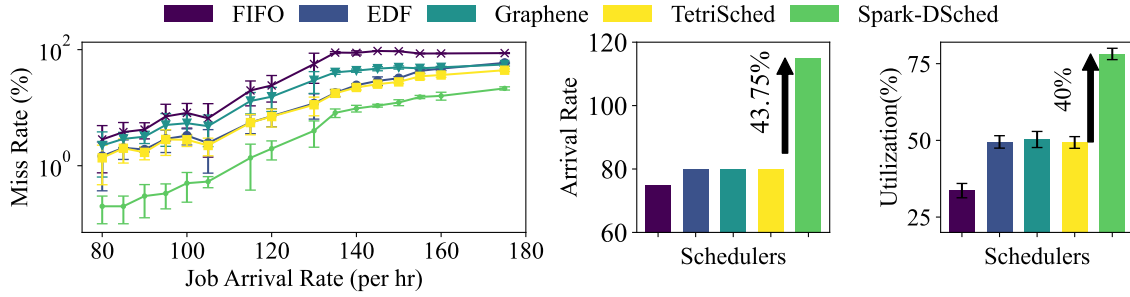 FIFO EDF Graphene TetriSched Spark-DSched
Miss Rate (%)
10² 10⁰
80 100 120 140 160 180
Job Arrival Rate (per hr)
Arrival Rate
120 100 80 60
43.75%
Schedulers
Utilization(%)
75 50 25
40%
Schedulers